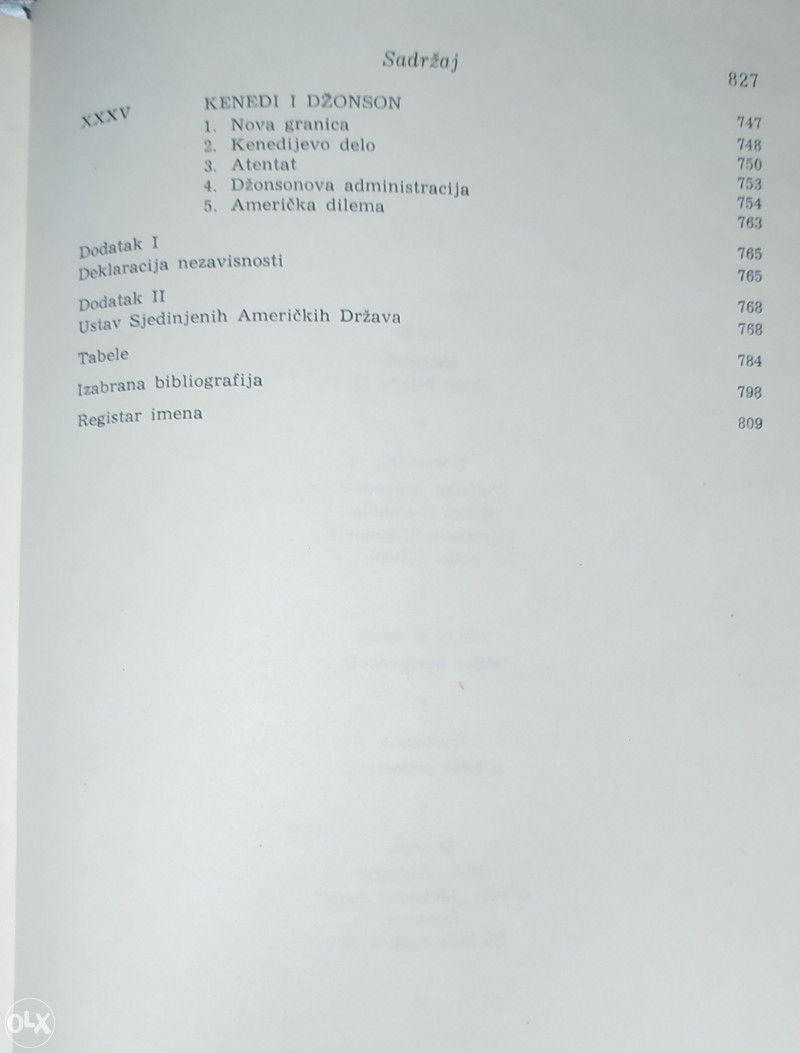 Sadržaj 827
XXXV KENEDI I DŽONSON 747
1. Nova granica 748
2. Kenedijevo delo 750
3. Atentat 753
4. Džonsonova administracija 754
5. Američka dilema 763
Dodatak I 765
Deklaracija nezavisnosti 765
Dodatak II 768
Ustav Sjedinjenih Američkih Država 768
Tabele 784
Izabrana bibliografija 798
Registar imena 809
OLX